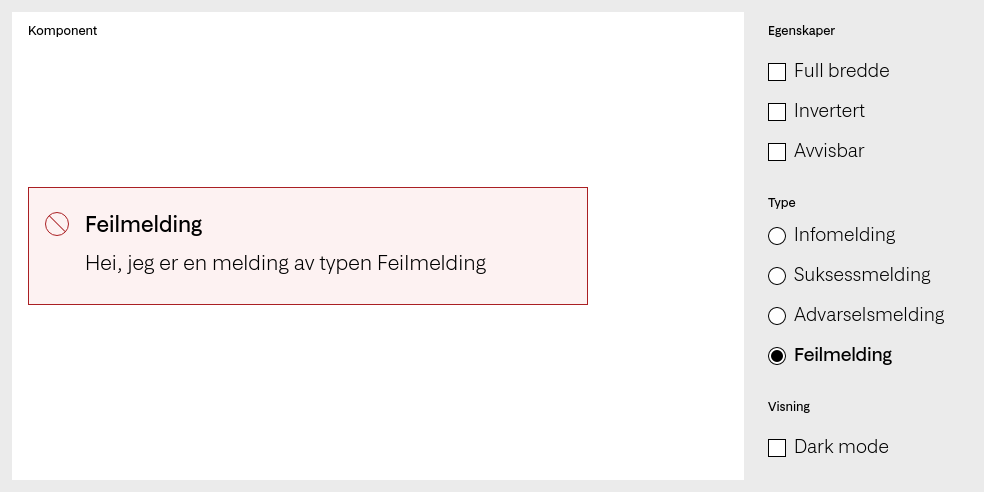 Komponent
Feilmelding
Hei, jeg er en melding av typen Feilmelding
Egenskaper
Full bredde
Invertert
Avvisbar
Type
Infomelding
Suksessmelding
Advarselsmelding
Feilmelding
Visning
Dark mode